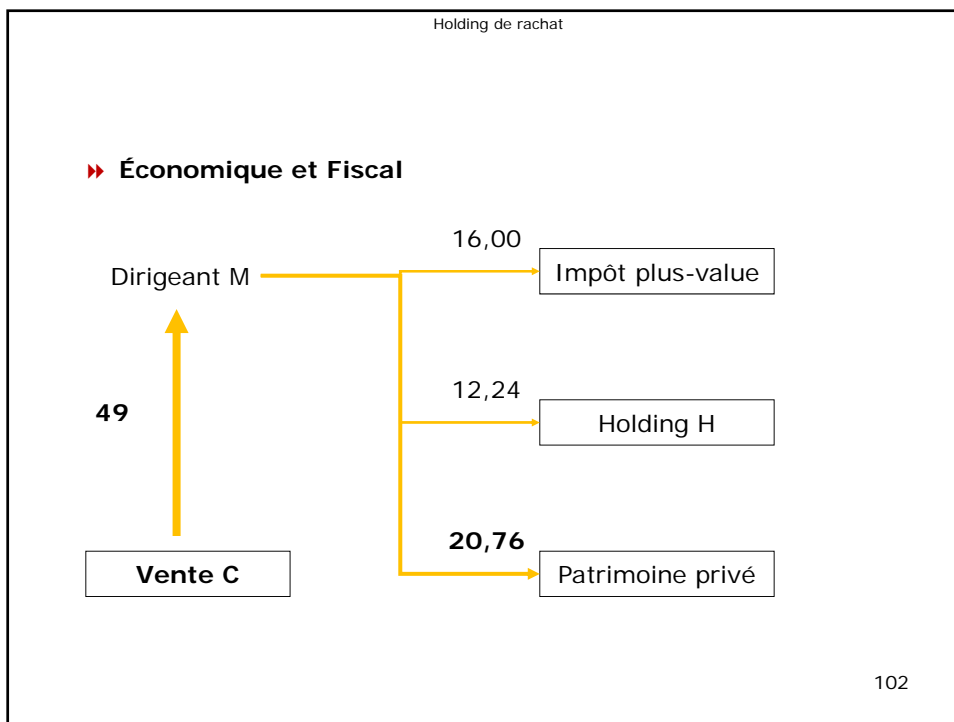 Holding de rachat
Économique et Fiscal
16,00
Dirigeant M
Impôt plus-value
12,24
49
Holding H
20,76
Vente C
Patrimoine privé
102